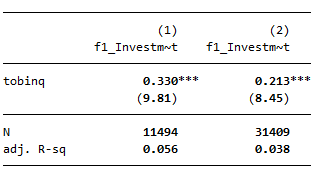 (1) (2)
f1_Investm~t f1_Investm~t
tobinq 0.330*** 0.213***
(9.81) (8.45)
N 11494 31409
adj. R-sq 0.056 0.038